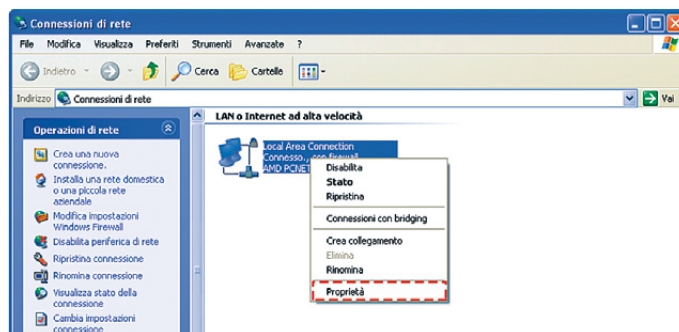 Connessioni di rete
File Modifica Visualizza Preferiti Strumenti Avanzate ?
Indietro Cerca Cartelle
Indirizzo Connessioni di rete Vai
LAN o Internet ad alta velocità
Operazioni di rete
Crea una nuova
connessione.
Installa una rete domestica
o una piccola rete
aziendale
Modifica impostazioni
Windows Firewall
Disabilita periferica di rete
Ripristina connessione
Rinomina connessione
Visualizza stato della
connessione
Cambia impostazioni
connessione
Local Area Connection
Connesso., con firewall
AMD PCNET
Disabilita
Stato
Ripristina
Connessioni con bridging
Crea collegamento
Elimina
Rinomina
Proprietà